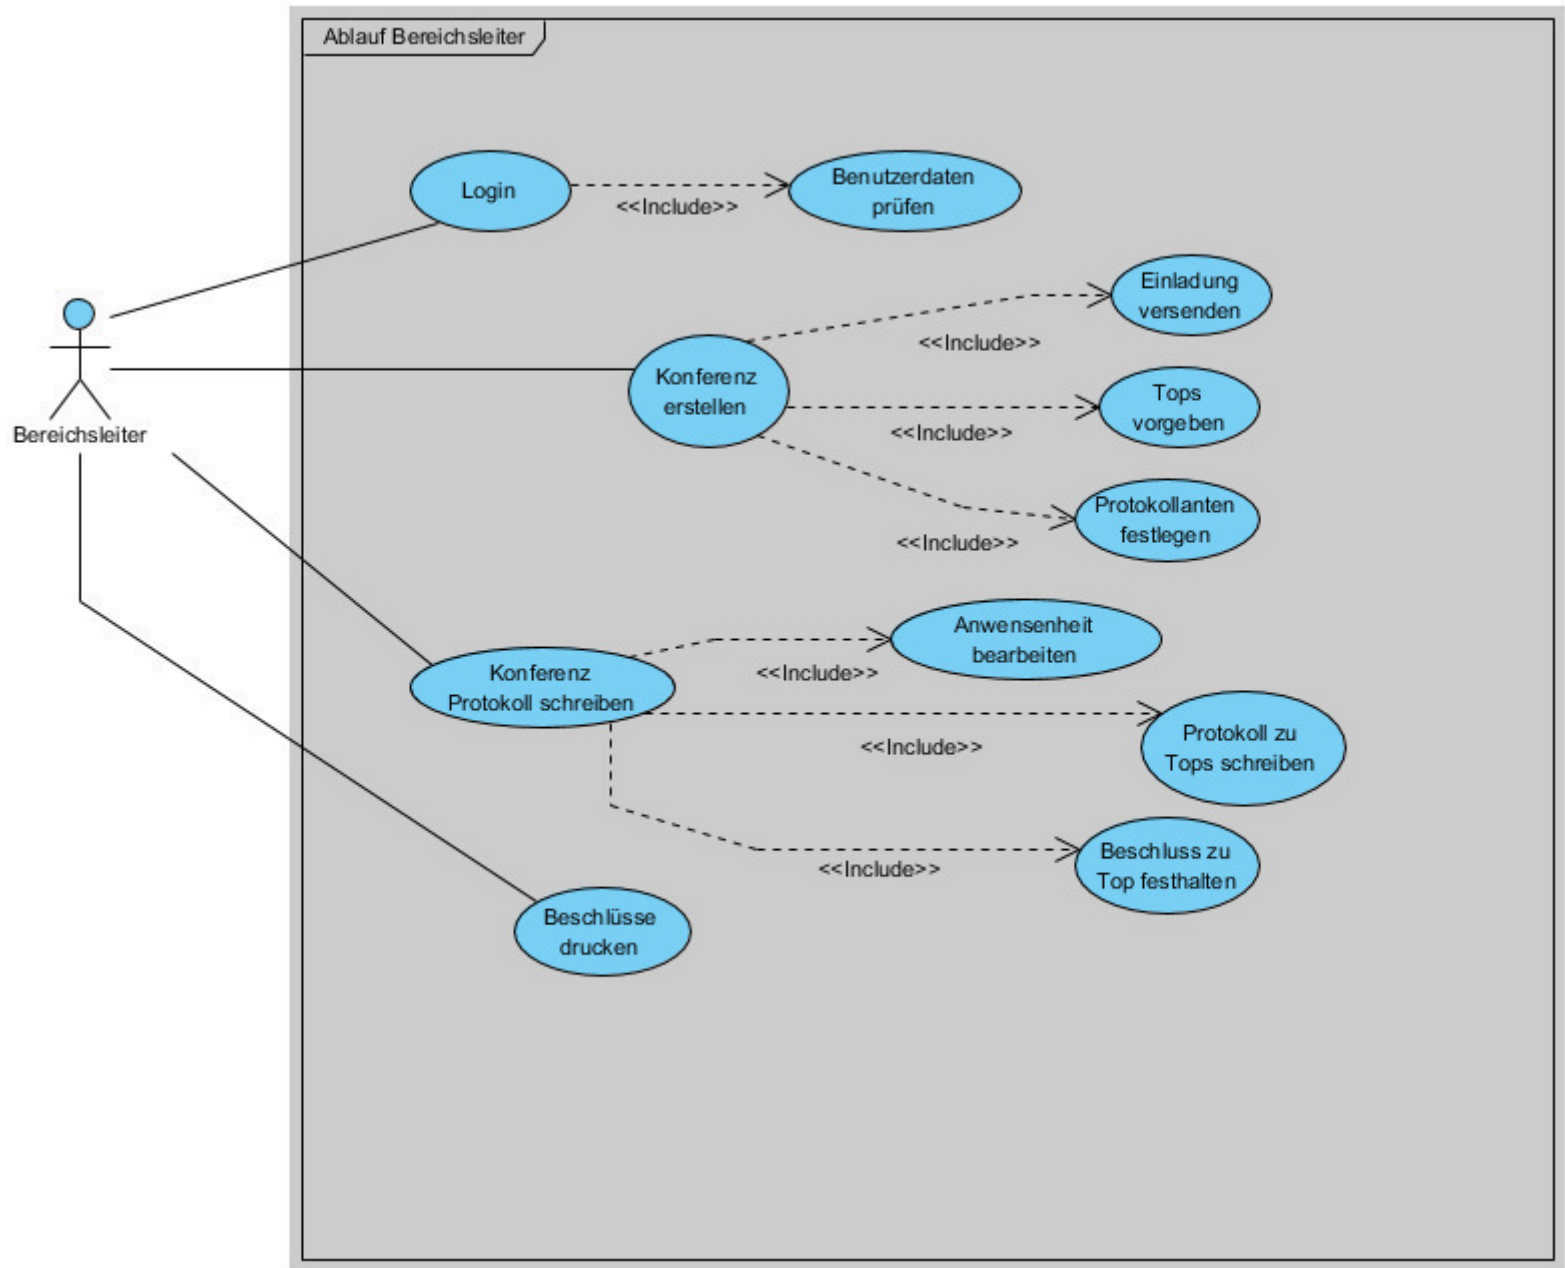 Ablauf Bereichsleiter
Login
<<Include>>
Benutzerdaten
prüfen
Einladung
versenden
<<Include>>
Konferenz
erstellen
Tops
vorgeben
<<Include>>
Protokollanten
festlegen
<<Include>>
Bereichsleiter
Anwensenheit
bearbeiten
<<Include>>
Konferenz
Protokoll schreiben
Protokoll zu
Tops schreiben
<<Include>>
Beschluss zu
Top festhalten
<<Include>>
Beschlüsse
drucken